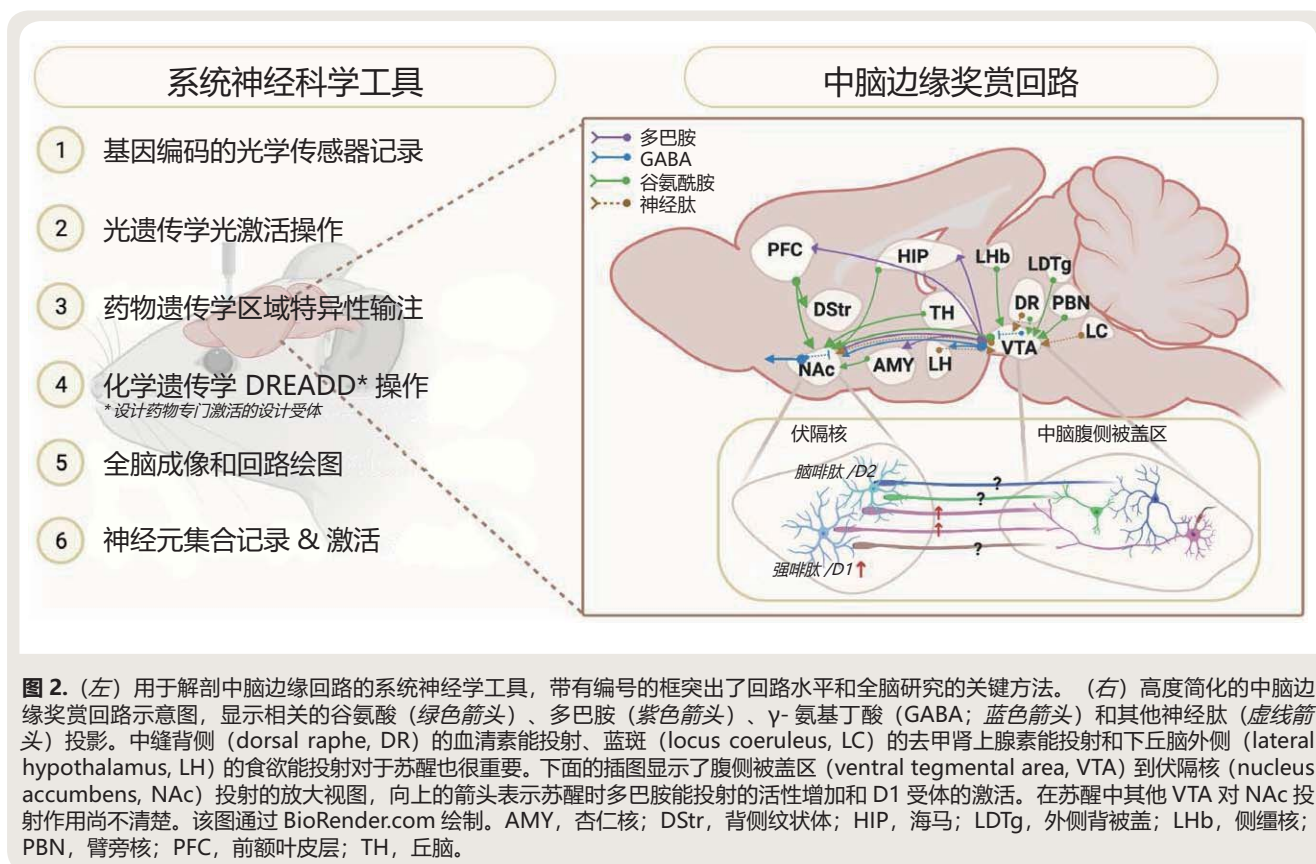 系统神经科学工具
1 基因编码的光学传感器记录
2 光遗传学光激活操作
3 药物遗传学区域特异性输注
4 化学遗传学 DREADD* 操作
*设计药物专门激活的设计受体
5 全脑成像和回路绘图
6 神经元集合记录 & 激活
中脑边缘奖赏回路
多巴胺
GABA
谷氨酰胺
神经肽
PFC
HIP
LHb
LDTg
DStr
TH
DR
PBN
LC
VTA
NAc
AMY
LH
伏隔核
中脑腹侧被盖区
脑啡肽 /D2
?
?
?
强啡肽 /D1
图 2. (左) 用于解剖中脑边缘回路的系统神经学工具，带有编号的框突出了回路水平和全脑研究的关键方法。 (右) 高度简化的中脑边
缘奖赏回路示意图，显示相关的谷氨酸（绿色箭头）、多巴胺（紫色箭头）、γ- 氨基丁酸（GABA；蓝色箭头）和其他神经肽（虚线箭
头）投影。中缝背侧（dorsal raphe, DR）的血清素能投射、蓝斑（locus coeruleus, LC）的去甲肾上腺素能投射和下丘脑外侧（lateral
hypothalamus, LH）的食欲能投射对于苏醒也很重要。下面的插图显示了腹侧被盖区（ventral tegmental area, VTA）到伏隔核（nucleus
accumbens, NAc）投射的放大视图，向上的箭头表示苏醒时多巴胺能投射的活性增加和 D1 受体的激活。在苏醒中其他 VTA 对 NAc 投
射作用尚不清楚。该图通过 BioRender.com 绘制。AMY，杏仁核；DStr，背侧纹状体；HIP，海马；LDTg，外侧背被盖；LHb，侧缰核；
PBN，臂旁核；PFC，前额叶皮层；TH，丘脑。